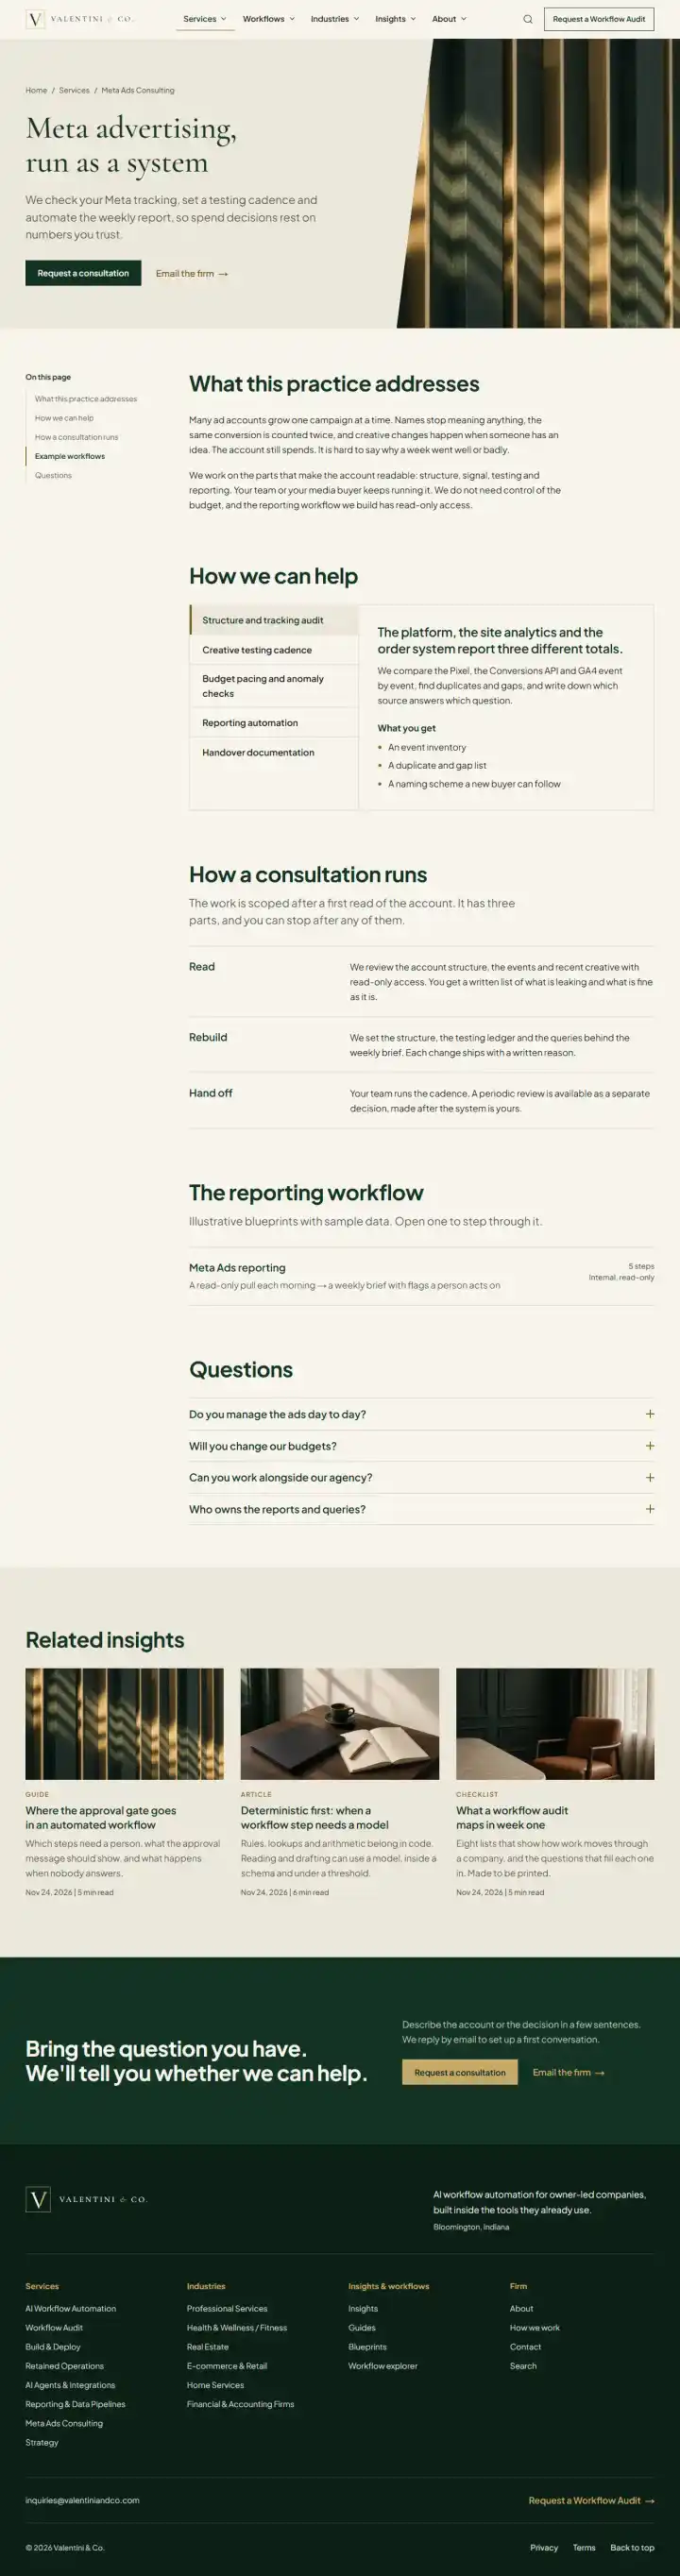 V VALENTINI & CO.
Services
Workflows
Industries
Insights
About
Request a Workflow Audit
Home / Services / Meta Ads Consulting
Meta advertising,
run as a system
We check your Meta tracking, set a testing cadence and
automate the weekly report, so spend decisions rest on
numbers you trust.
Request a consultation
Email the firm →
On this page
What this practice addresses
How we can help
How a consultation runs
Example workflows
Questions
What this practice addresses
Many ad accounts grow one campaign at a time. Names stop meaning anything, the
same conversion is counted twice, and creative changes happen when someone has an
idea. The account still spends. It is hard to say why a week went well or badly.
We work on the parts that make the account readable: structure, signal, testing and
reporting. Your team or your media buyer keeps running it. We do not need control of the
budget, and the reporting workflow we build has read-only access.
How we can help
Structure and tracking audit
Creative testing cadence
Budget pacing and anomaly
checks
Reporting automation
Handover documentation
The platform, the site analytics and the
order system report three different totals.
We compare the Pixel, the Conversions API and GA4 event
by event, find duplicates and gaps, and write down which
source answers which question.
What you get
• An event inventory
• A duplicate and gap list
• A naming scheme a new buyer can follow
How a consultation runs
The work is scoped after a first read of the account. It has three
parts, and you can stop after any of them.
Read
We review the account structure, the events and recent creative with
read-only access. You get a written list of what is leaking and what is fine
as it is.
Rebuild
We set the structure, the testing ledger and the queries behind the
weekly brief. Each change ships with a written reason.
Hand off
Your team runs the cadence. A periodic review is available as a separate
decision, made after the system is yours.
The reporting workflow
Illustrative blueprints with sample data. Open one to step through it.
Meta Ads reporting
A read-only pull each morning → a weekly brief with flags a person acts on
5 steps
Internal, read-only
Questions
Do you manage the ads day to day?
Will you change our budgets?
Can you work alongside our agency?
Who owns the reports and queries?
Related insights
GUIDE
Where the approval gate goes
in an automated workflow
Which steps need a person, what the approval
message should show, and what happens
when nobody answers.
Nov 24, 2026 | 5 min read
ARTICLE
Deterministic first: when a
workflow step needs a model
Rules, lookups and arithmetic belong in code.
Reading and drafting can use a model, inside a
schema and under a threshold.
Nov 24, 2026 | 6 min read
CHECKLIST
What a workflow audit
maps in week one
Eight lists that show how work moves through
a company, and the questions that fill each one
in. Made to be printed.
Nov 24, 2026 | 5 min read
Bring the question you have.
We'll tell you whether we can help.
Describe the account or the decision in a few sentences.
We reply by email to set up a first conversation.
Request a consultation
Email the firm →
V VALENTINI & CO.
AI workflow automation for owner-led companies,
built inside the tools they already use.
Bloomington, Indiana
Services
AI Workflow Automation
Workflow Audit
Build & Deploy
Retained Operations
AI Agents & Integrations
Reporting & Data Pipelines
Meta Ads Consulting
Strategy
Industries
Professional Services
Health & Wellness / Fitness
Real Estate
E-commerce & Retail
Home Services
Financial & Accounting Firms
Insights & workflows
Insights
Guides
Blueprints
Workflow explorer
Firm
About
How we work
Contact
Search
inquiries@valentiniandco.com
Request a Workflow Audit →
© 2026 Valentini & Co.
Privacy
Terms
Back to top